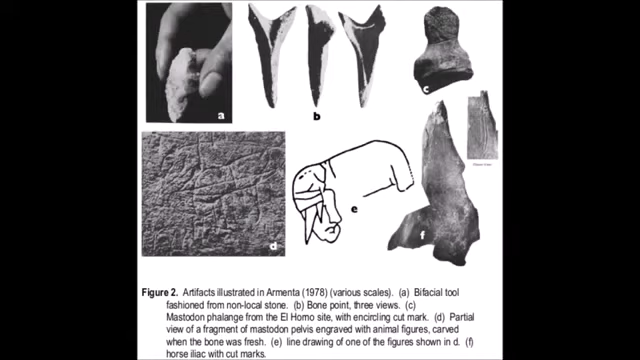 a
b
c
d
e
f
Figure 2. Artifacts illustrated in Armenta (1978) (various scales). (a) Bifacial tool
fashioned from non-local stone. (b) Bone point, three views. (c)
Mastodon phalange from the El Horno site, with encircling cut mark. (d) Partial
view of a fragment of mastodon pelvis engraved with animal figures, carved
when the bone was fresh. (e) line drawing of one of the figures shown in d. (f)
horse iliac with cut marks.